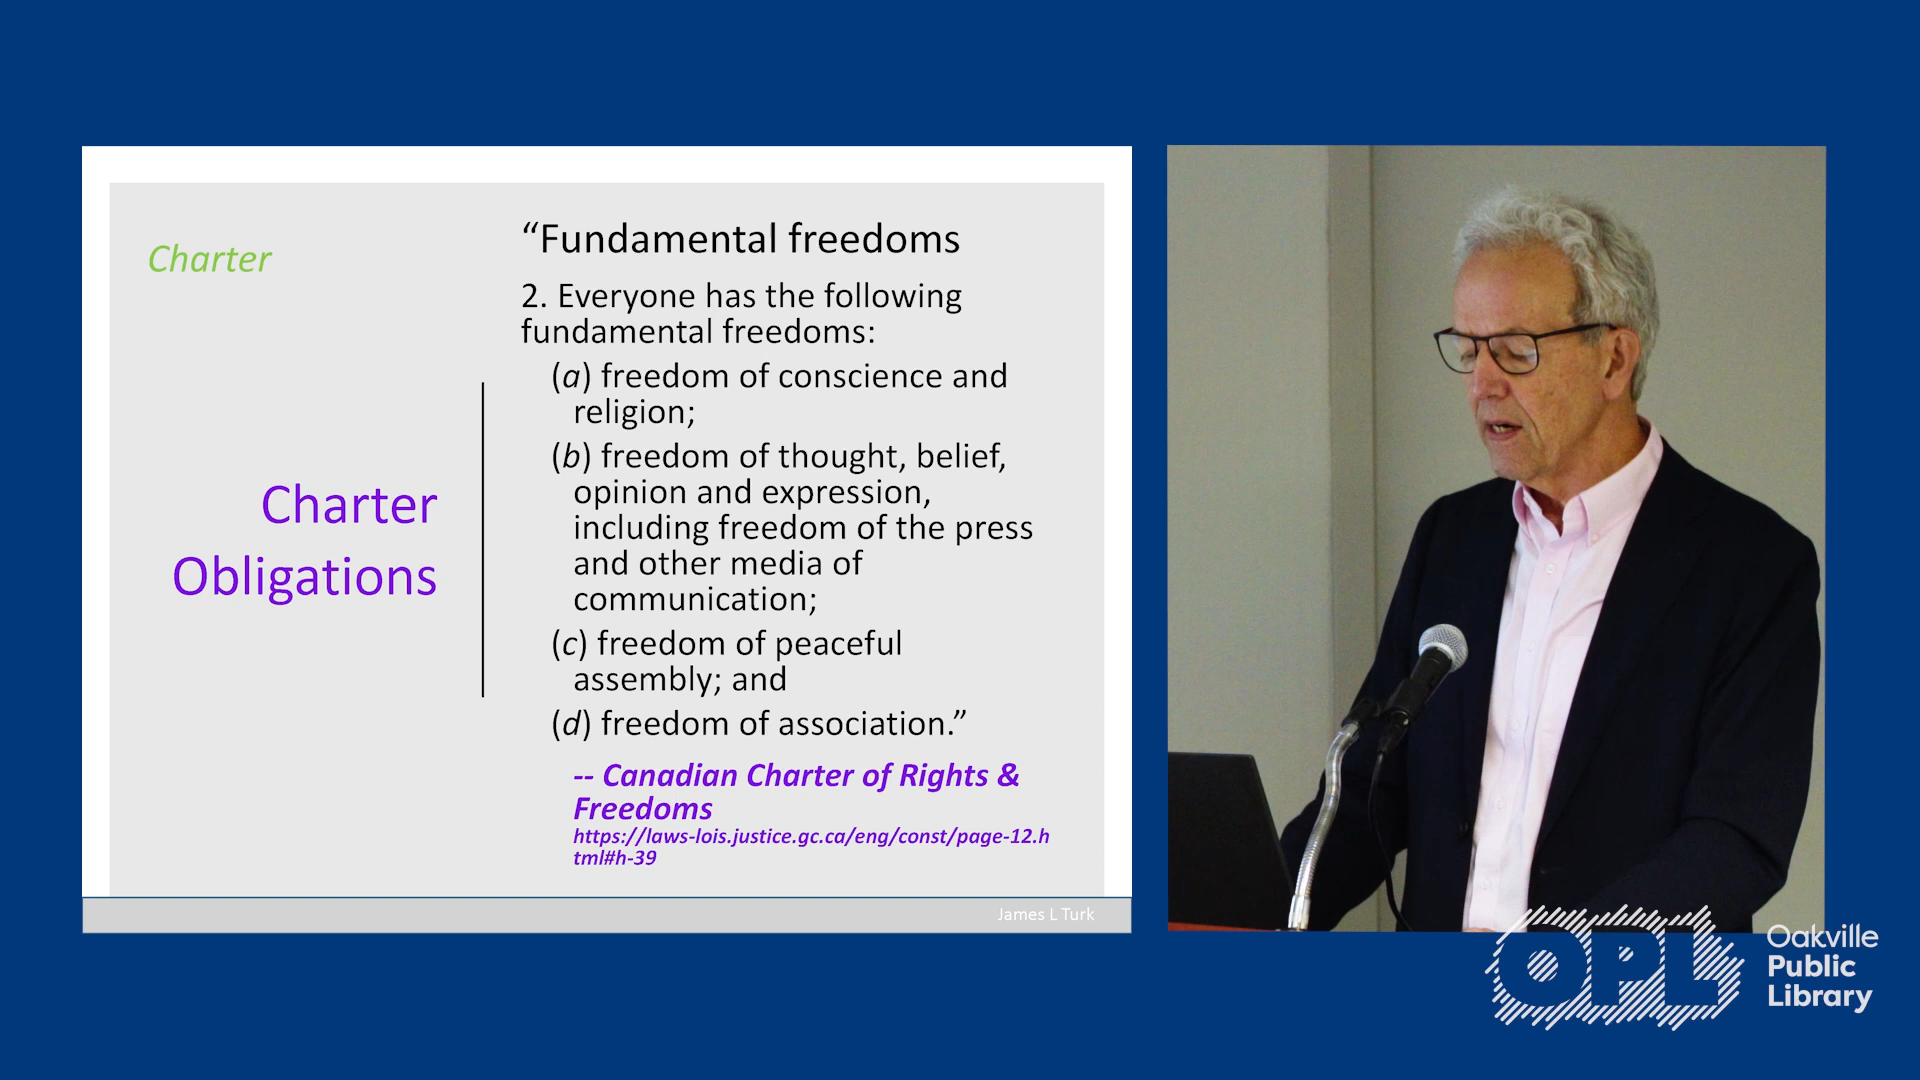 Charter
Charter
Obligations
“Fundamental freedoms
2. Everyone has the following
fundamental freedoms:
(a) freedom of conscience and
religion;
(b) freedom of thought, belief,
opinion and expression,
including freedom of the press
and other media of
communication;
(c) freedom of peaceful
assembly; and
(d) freedom of association.”
-- Canadian Charter of Rights &
Freedoms
https://laws-lois.justice.gc.ca/eng/const/page-12.h
tml#h-39
James L Turk
OPL
Oakville
Public
Library